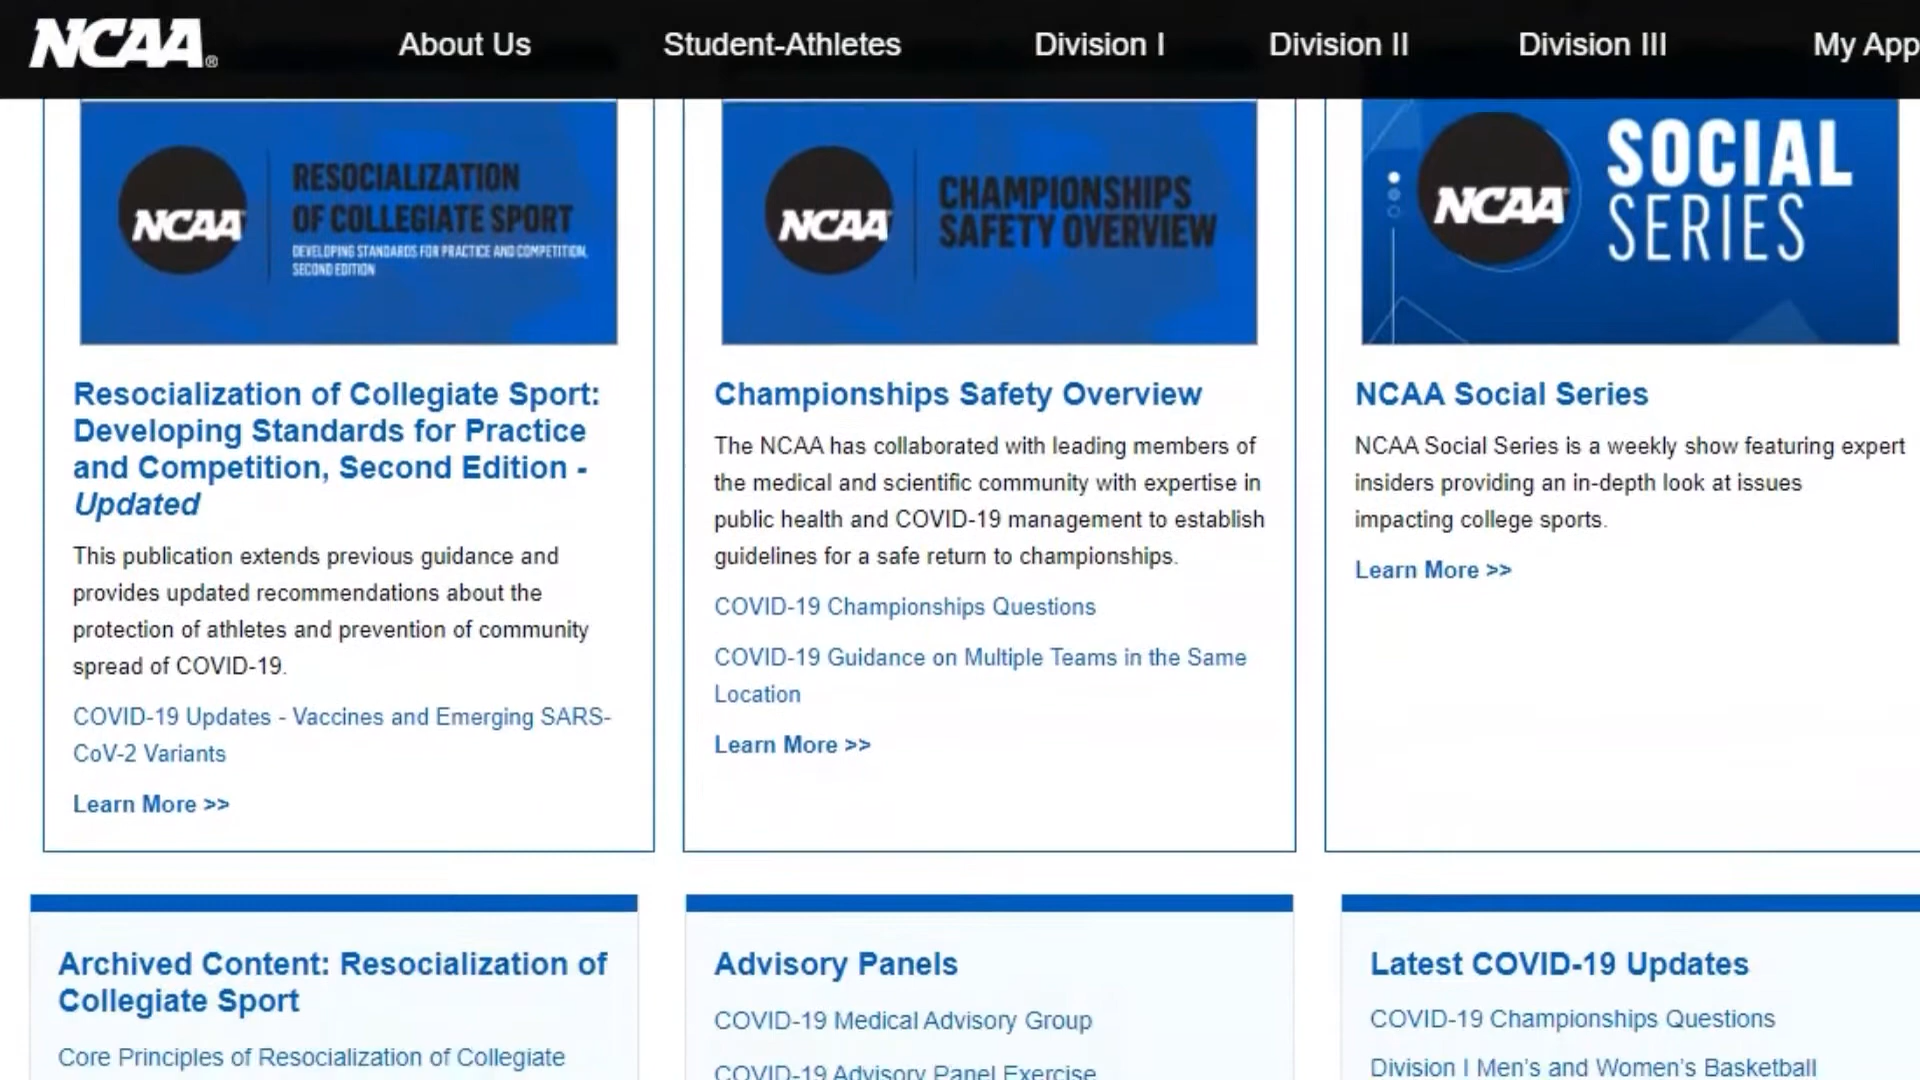 NCAA®
About Us
Student-Athletes
Division I
Division II
Division III
My App
NCAA
RESOCIALIZATION
OF COLLEGIATE SPORT
DEVELOPING STANDARDS FOR PRACTICE AND COMPETITION,
SECOND EDITION
Resocialization of Collegiate Sport:
Developing Standards for Practice
and Competition, Second Edition -
Updated
This publication extends previous guidance and
provides updated recommendations about the
protection of athletes and prevention of community
spread of COVID-19.
COVID-19 Updates - Vaccines and Emerging SARS-
CoV-2 Variants
Learn More >>
NCAA
CHAMPIONSHIPS
SAFETY OVERVIEW
Championships Safety Overview
The NCAA has collaborated with leading members of
the medical and scientific community with expertise in
public health and COVID-19 management to establish
guidelines for a safe return to championships.
COVID-19 Championships Questions
COVID-19 Guidance on Multiple Teams in the Same
Location
Learn More >>
NCAA
SOCIAL
SERIES
NCAA Social Series
NCAA Social Series is a weekly show featuring expert
insiders providing an in-depth look at issues
impacting college sports.
Learn More >>
Archived Content: Resocialization of
Collegiate Sport
Core Principles of Resocialization of Collegiate
Advisory Panels
COVID-19 Medical Advisory Group
COVID-19 Advisory Panel Exercise
Latest COVID-19 Updates
COVID-19 Championships Questions
Division I Men's and Women's Basketball